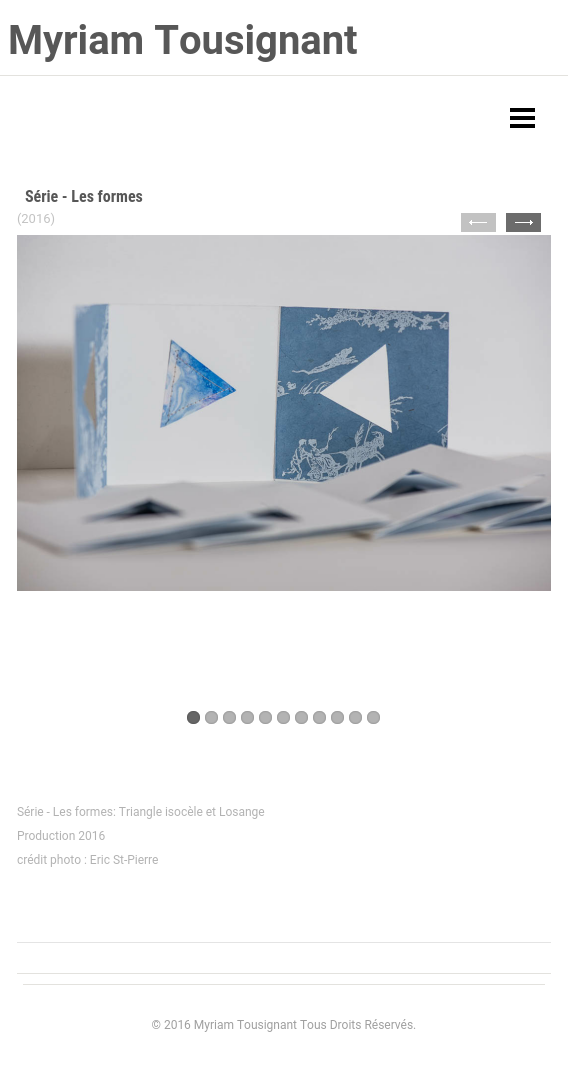 Myriam Tousignant
Série - Les formes
(2016)
Série - Les formes: Triangle isocèle et Losange
Production 2016
crédit photo : Eric St-Pierre
© 2016 Myriam Tousignant Tous Droits Réservés.